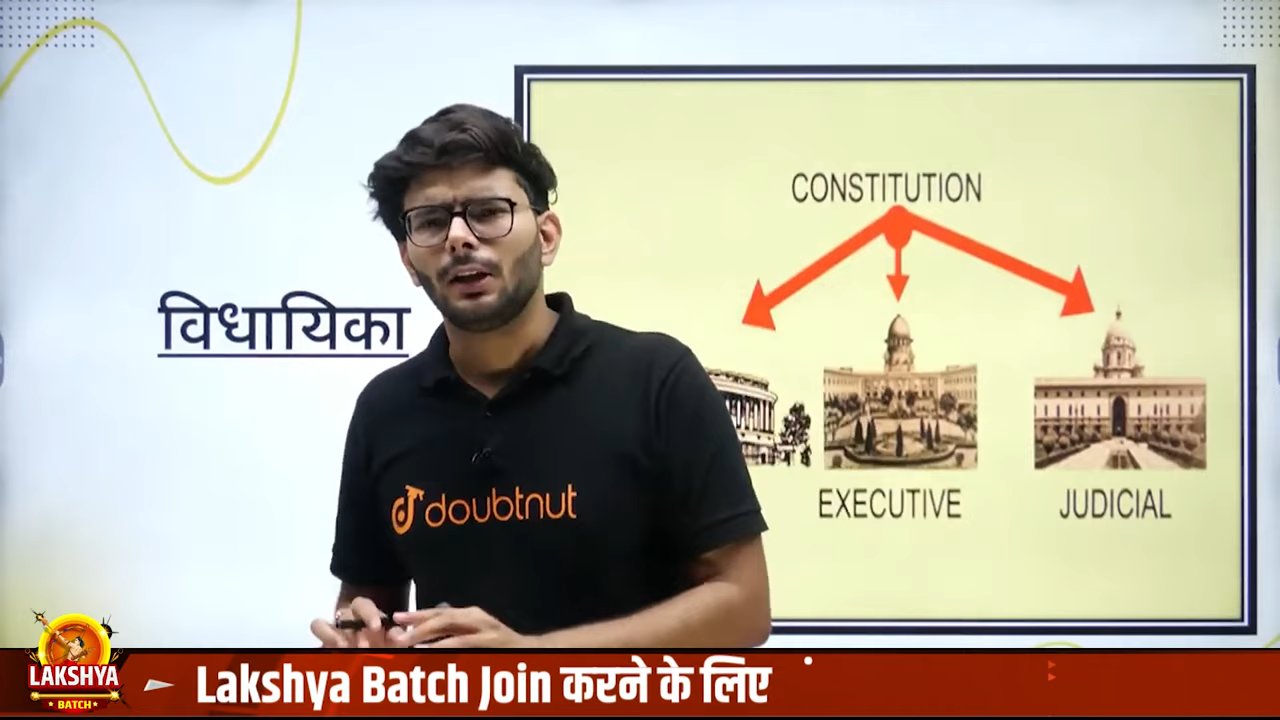 CONSTITUTION
विधायिका
EXECUTIVE
JUDICIAL
doubtnut
LAKSHYA
BATCH
Lakshya Batch Join करने के लिए